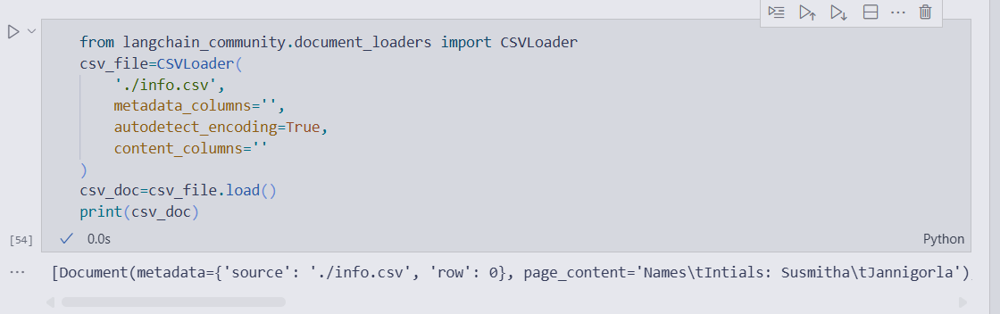 from langchain_community.document_loaders import CSVLoader
csv_file=CSVLoader(
    './info.csv',
    metadata_columns='',
    autodetect_encoding=True,
    content_columns=''
)
csv_doc=csv_file.load()
print(csv_doc)
[54]
0.0s
Python
[Document(metadata={'source': './info.csv', 'row': 0}, page_content='Names\tIntials: Susmitha\tJannigorla')